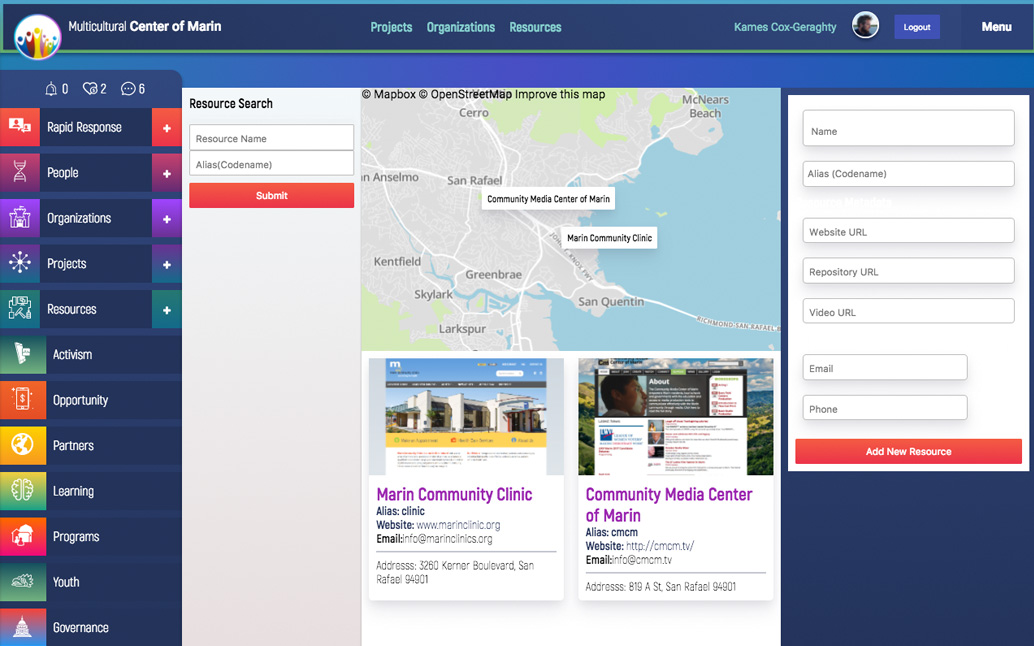 Multicultural Center of Marin
Projects Organizations Resources
Kames Cox-Geraghty
Logout
Menu
0 2 6
Rapid Response +
People +
Organizations +
Projects +
Resources +
Activism
Opportunity
Partners
Learning
Programs
Youth
Governance
Resource Search
Resource Name
Alias(Codename)
Submit
© Mapbox © OpenStreetMap Improve this map
Cerro
McNears
Beach
n Anselmo
San Rafael
Community Media Center of Marin
Marin Community Clinic
Kentfield
Greenbrae
Skylark
San Quentin
Larkspur
RICHMOND-SAN RAFAEL
Marin Community Clinic
Alias: clinic
Website: www.marinclinic.org
Email:info@marinclinics.org
Addresss: 3260 Kerner Boulevard, San
Rafael 94901
About
Community Media Center
of Marin
Alias: cmcm
Website: http://cmcm.tv/
Email:info@cmcm.tv
Addresss: 819 A St, San Rafael 94901
Name
Alias (Codename)
Website URL
Repository URL
Video URL
Email
Phone
Add New Resource